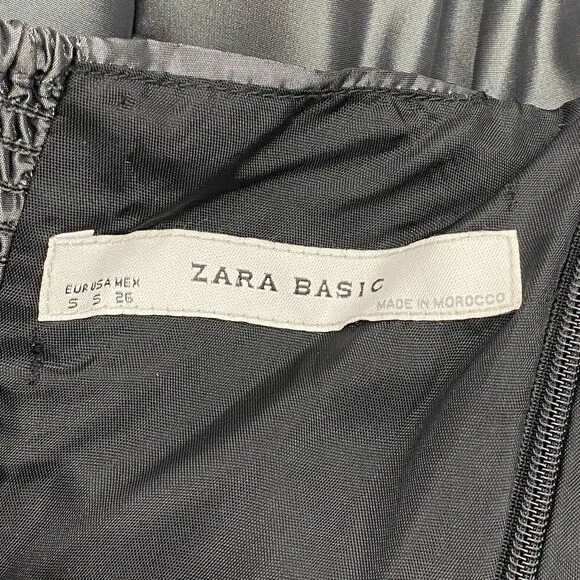 EUR USA MEX
S S 26
ZARA BASIC
MADE IN MOROCCO